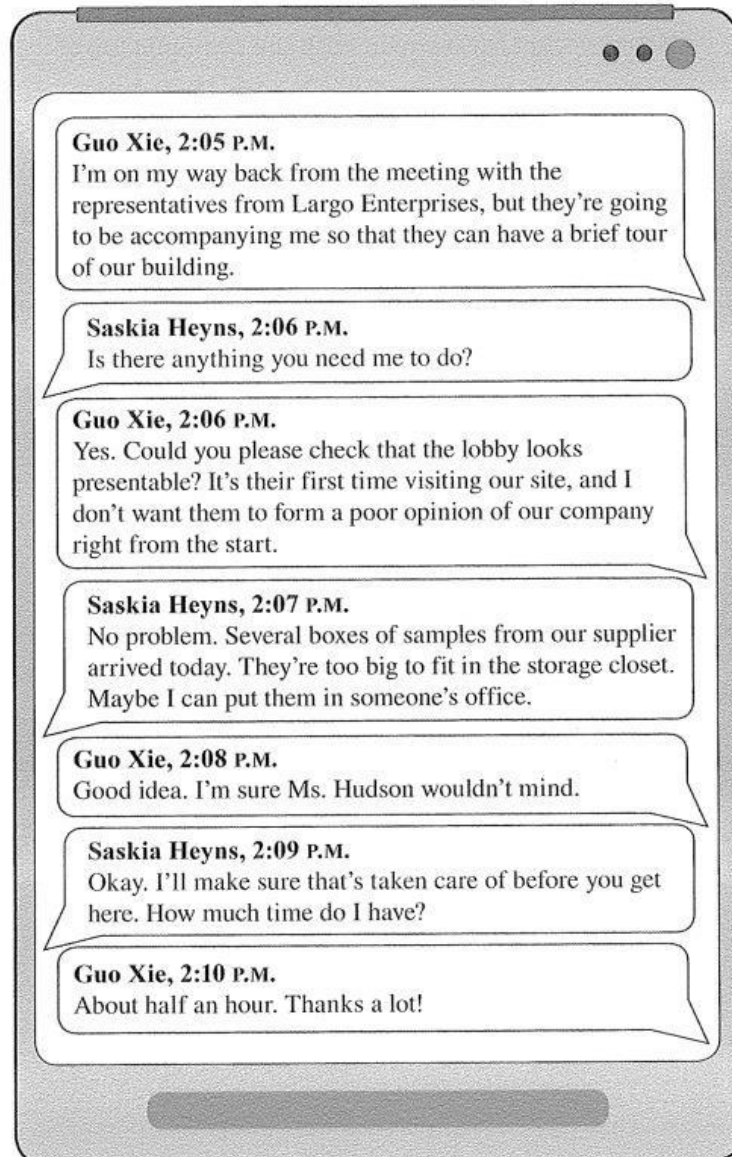 Guo Xie, 2:05 P.M.
I'm on my way back from the meeting with the
representatives from Largo Enterprises, but they're going
to be accompanying me so that they can have a brief tour
of our building.
Saskia Heyns, 2:06 P.M.
Is there anything you need me to do?
Guo Xie, 2:06 P.M.
Yes. Could you please check that the lobby looks
presentable? It's their first time visiting our site, and I
don't want them to form a poor opinion of our company
right from the start.
Saskia Heyns, 2:07 P.M.
No problem. Several boxes of samples from our supplier
arrived today. They're too big to fit in the storage closet.
Maybe I can put them in someone's office.
Guo Xie, 2:08 P.M.
Good idea. I'm sure Ms. Hudson wouldn't mind.
Saskia Heyns, 2:09 P.M.
Okay. I'll make sure that's taken care of before you get
here. How much time do I have?
Guo Xie, 2:10 P.M.
About half an hour. Thanks a lot!